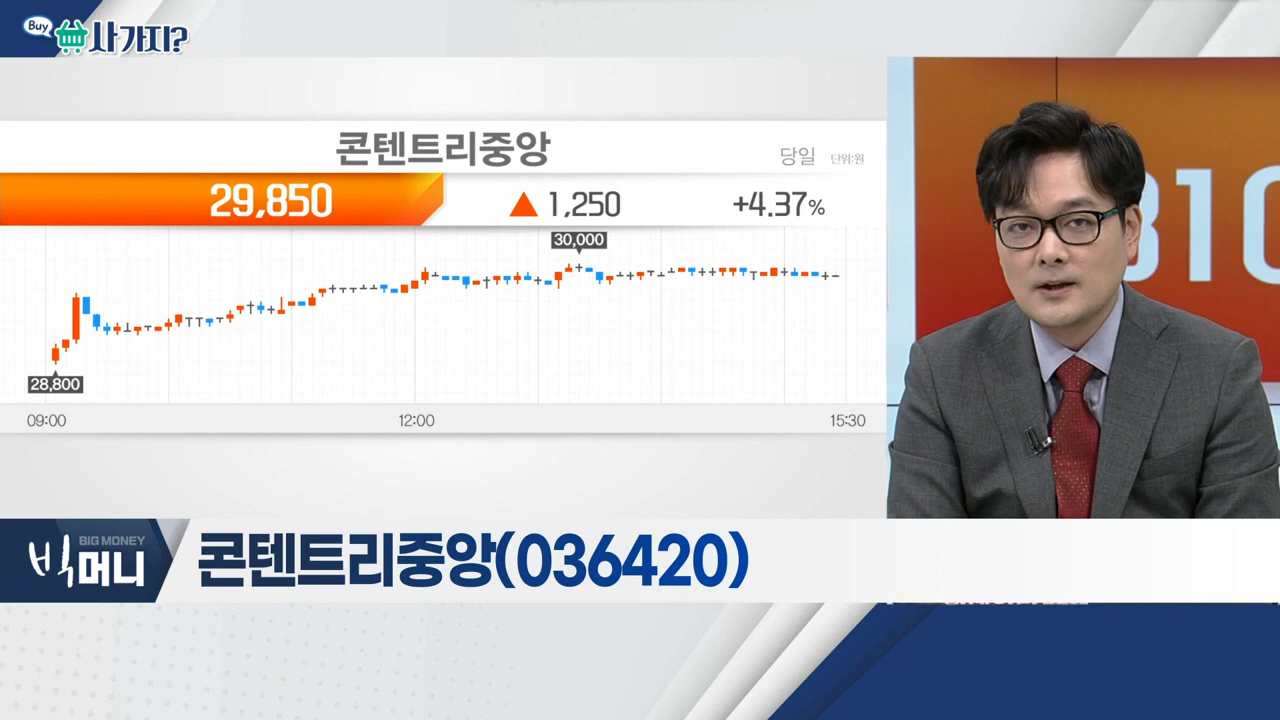 Buy
사가지?
콘텐트리중앙
당일 단위:원
29,850 ▲ 1,250 +4.37%
30,000
28,800
09:00 12:00 15:30
BIG MONEY
빅머니
콘텐트리중앙(036420)